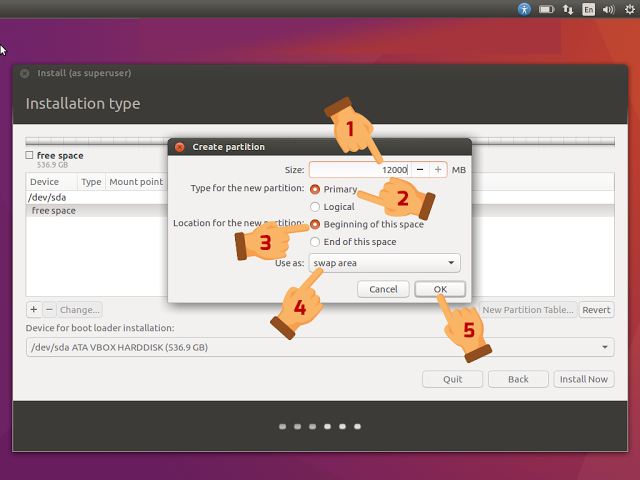 En
Install (as superuser)
Installation type
1
free space
536.9 GB
Create partition
Size: 12000 MB
Device Type Mount point
Type for the new partition: Primary
2
/dev/sda
Logical
free space
Location for the new partition: Beginning of this space
3
End of this space
Use as: swap area
Cancel OK
4
5
+ − Change... New Partition Table... Revert
Device for boot loader installation:
/dev/sda ATA VBOX HARDDISK (536.9 GB)
Quit Back Install Now